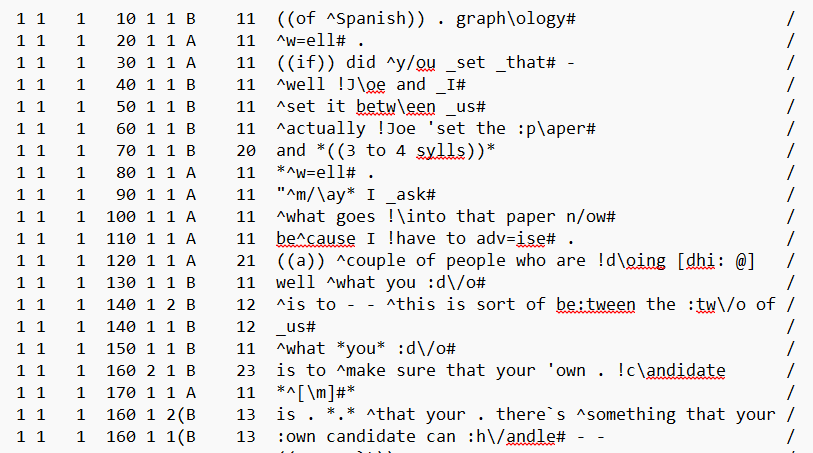 1 1 1 10 1 1 B 11 ((of ^Spanish)) . graph\ology# /
1 1 1 20 1 1 A 11 ^w=ell# . /
1 1 1 30 1 1 A 11 ((if)) did ^y/ou _set _that# - /
1 1 1 40 1 1 B 11 ^well !J\oe and _I# /
1 1 1 50 1 1 B 11 ^set it betw\een _us# /
1 1 1 60 1 1 B 11 ^actually !Joe 'set the :p\aper# /
1 1 1 70 1 1 B 20 and *((3 to 4 sylls))* /
1 1 1 80 1 1 A 11 *^w=ell# . /
1 1 1 90 1 1 A 11 "^m/\ay* I _ask# /
1 1 1 100 1 1 A 11 ^what goes !\into that paper n/ow# /
1 1 1 110 1 1 A 11 be^cause I !have to adv=ise# . /
1 1 1 120 1 1 A 21 ((a)) ^couple of people who are !d\oing [dhi: @] /
1 1 1 130 1 1 B 11 well ^what you :d\/o# /
1 1 1 140 1 2 B 12 ^is to - - ^this is sort of be:tween the :tw\/o of /
1 1 1 140 1 1 B 12 _us# /
1 1 1 150 1 1 B 11 ^what *you* :d\/o# /
1 1 1 160 2 1 B 23 is to ^make sure that your 'own . !c\andidate /
1 1 1 170 1 1 A 11 *^[\m]#* /
1 1 1 160 1 2(B 13 is . *.* ^that your . there`s ^something that your /
1 1 1 160 1 1(B 13 :own candidate can :h\/andle# - - /